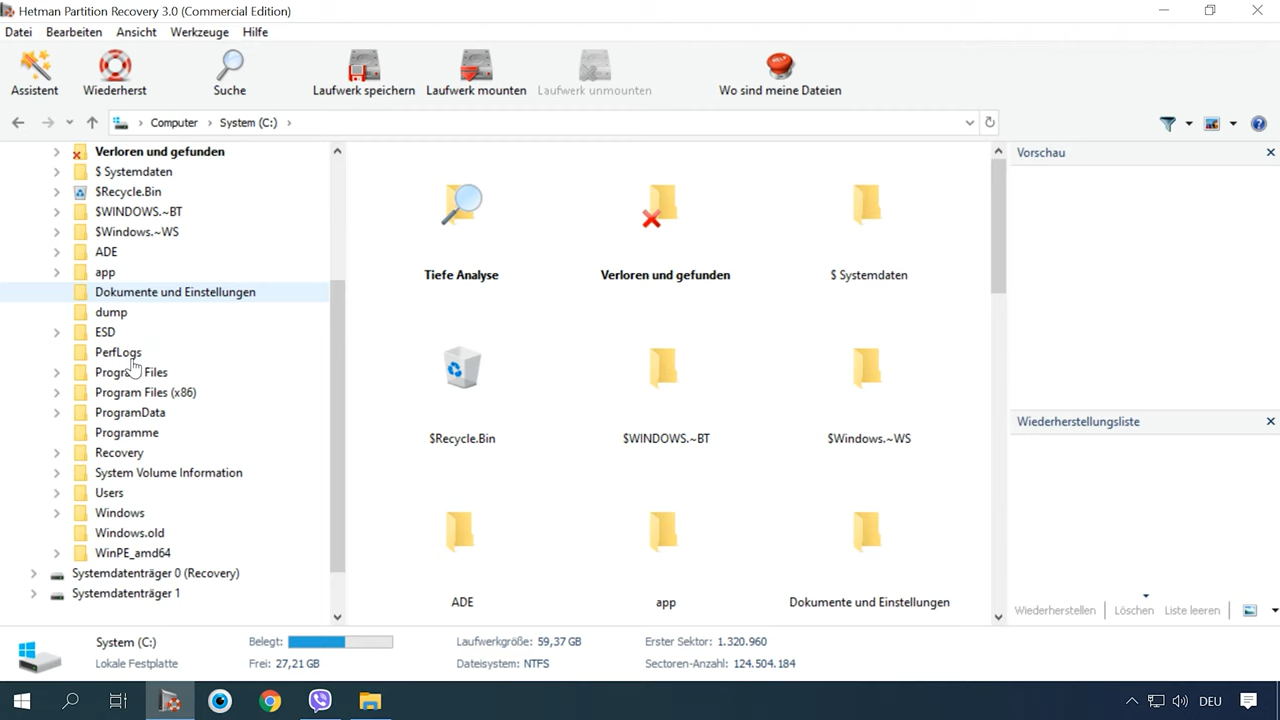 Hetman Partition Recovery 3.0 (Commercial Edition)
Datei Bearbeiten Ansicht Werkzeuge Hilfe
Assistent Wiederherst Suche Laufwerk speichern Laufwerk mounten Laufwerk unmounten HELP Wo sind meine Dateien
Computer System (C:)
Verloren und gefunden
$ Systemdaten
$Recycle.Bin
$WINDOWS.~BT
$Windows.~WS
ADE
app
Dokumente und Einstellungen
dump
ESD
PerfLogs
Program Files
Program Files (x86)
ProgramData
Programme
Recovery
System Volume Information
Users
Windows
Windows.old
WinPE_amd64
Systemdatenträger 0 (Recovery)
Systemdatenträger 1
Tiefe Analyse Verloren und gefunden $ Systemdaten
$Recycle.Bin $WINDOWS.~BT $Windows.~WS
ADE app Dokumente und Einstellungen
Vorschau
Wiederherstellungsliste
Wiederherstellen Löschen Liste leeren
System (C:) Belegt: Laufwerkgröße: 59,37 GB Erster Sektor: 1.320.960
Lokale Festplatte Frei: 27,21 GB Dateisystem: NTFS Sectoren-Anzahl: 124.504.184
DEU